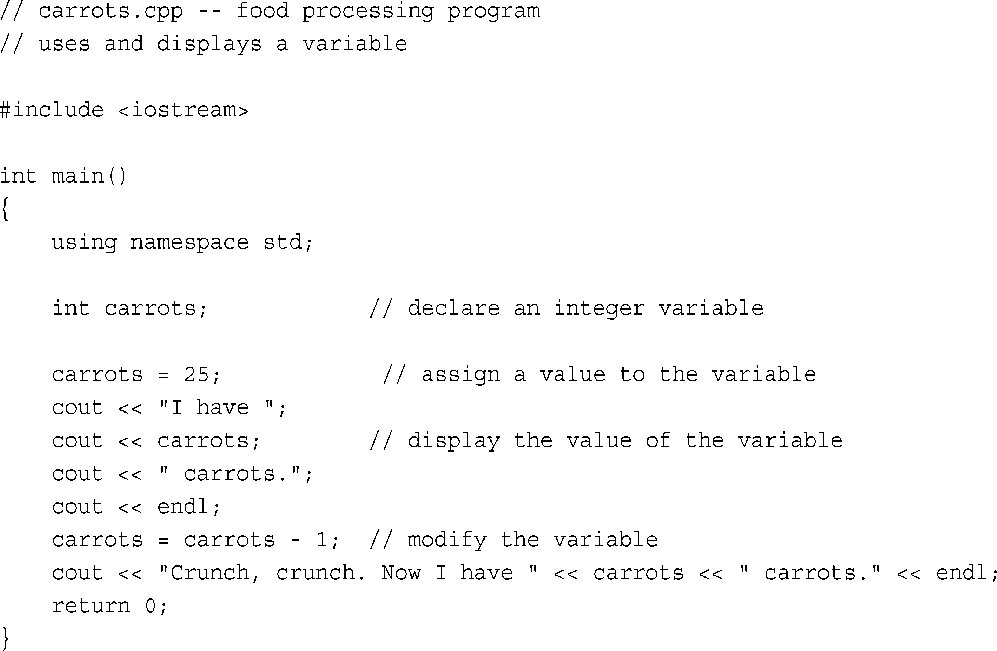 // carrots.cpp -- food processing program
// uses and displays a variable
#include <iostream>
int main()
{
    using namespace std;
    int carrots;            // declare an integer variable
    carrots = 25;            // assign a value to the variable
    cout << "I have ";
    cout << carrots;        // display the value of the variable
    cout << " carrots.";
    cout << endl;
    carrots = carrots - 1;  // modify the variable
    cout << "Crunch, crunch. Now I have " << carrots << " carrots." << endl;
    return 0;
}